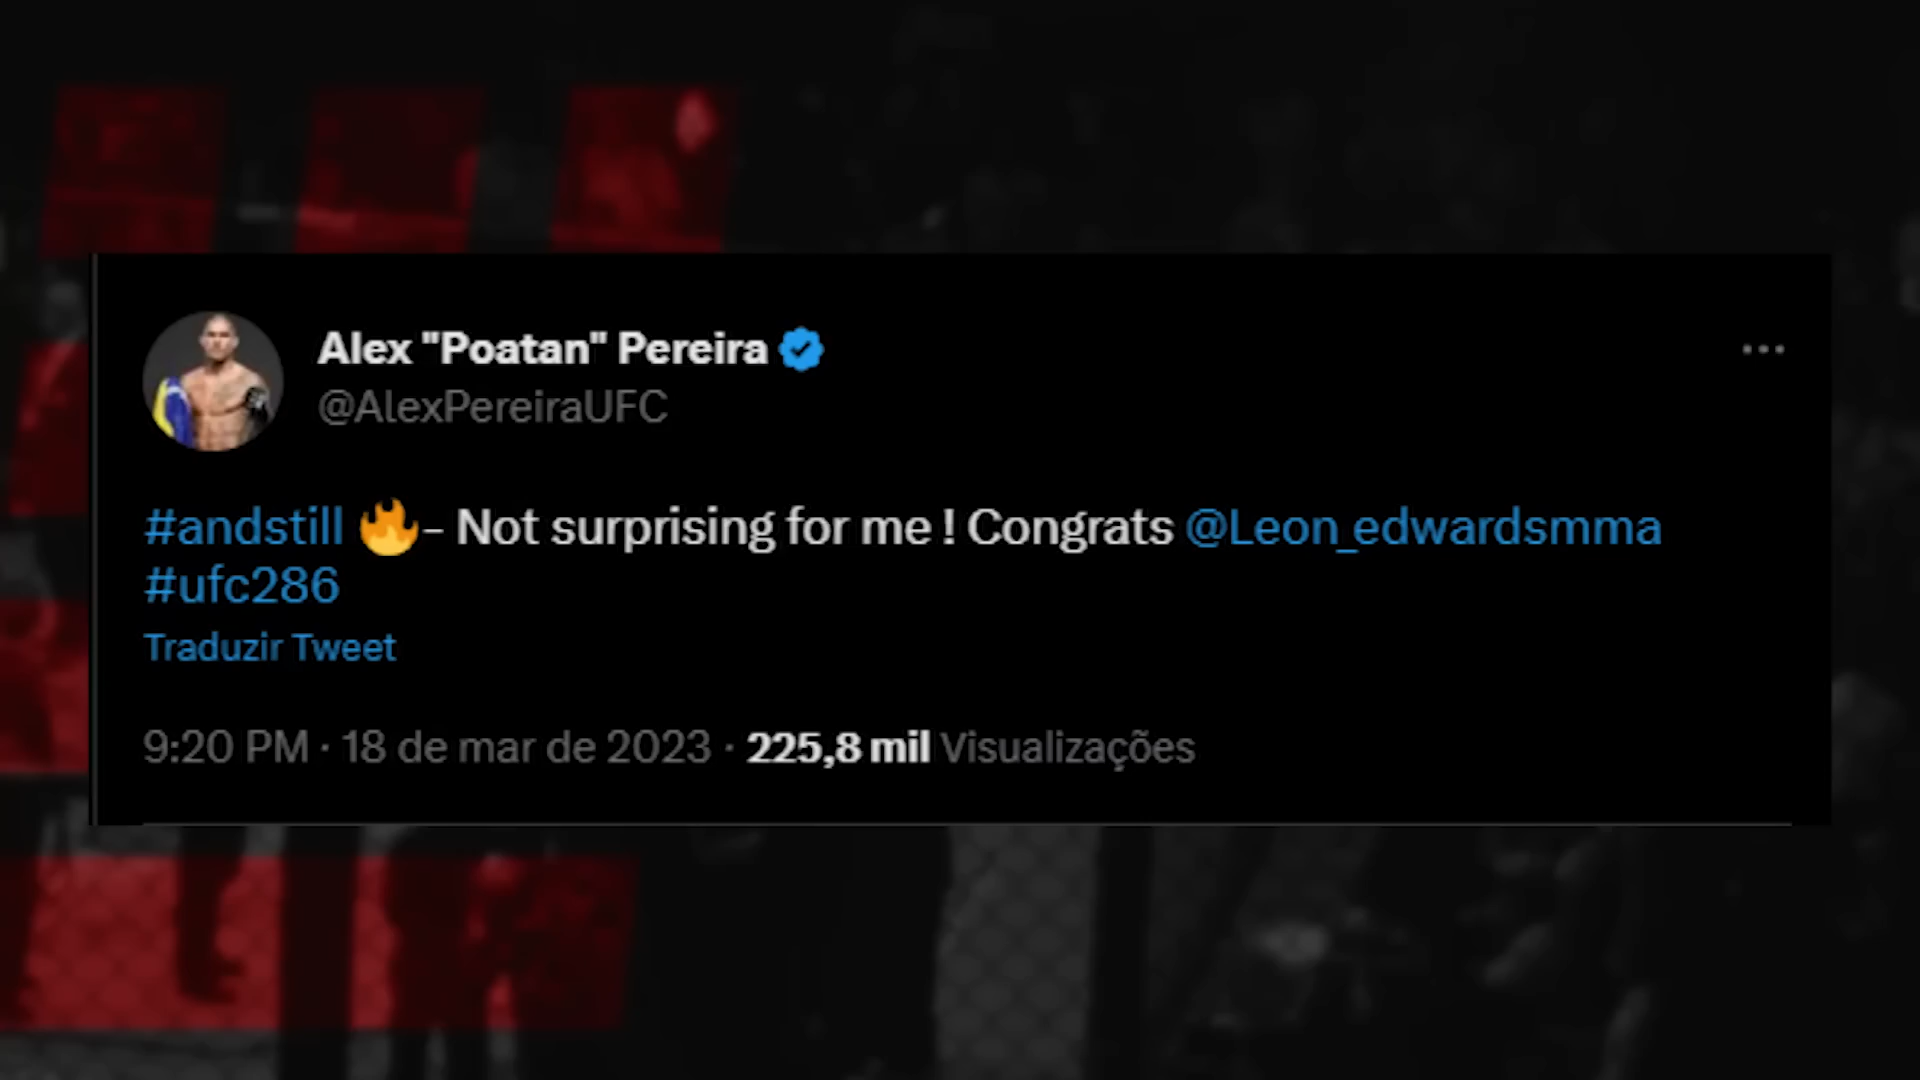 Alex "Poatan" Pereira
@AlexPereiraUFC
#andstill 🔥– Not surprising for me ! Congrats @Leon_edwardsmma
#ufc286
Traduzir Tweet
9:20 PM · 18 de mar de 2023 · 225,8 mil Visualizações